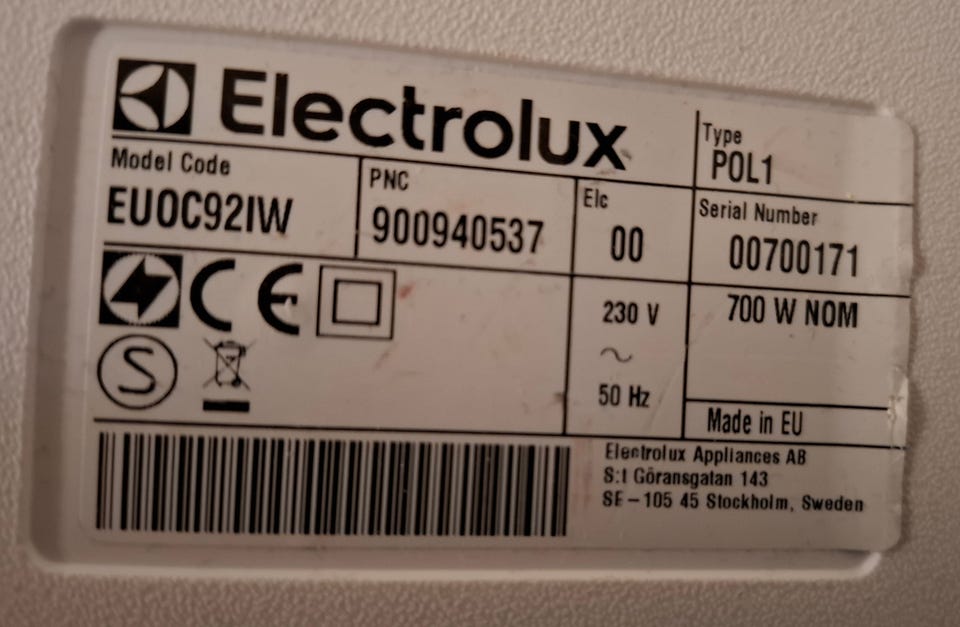 Electrolux
Type
POL1
Model Code
EUOC92IW
PNC
900940537
Elc
00
Serial Number
00700171
CE
S
230 V
~
50 Hz
700 W NOM
Made in EU
Electrolux Appliances AB
S:t Göransgatan 143
SE-105 45 Stockholm, Sweden